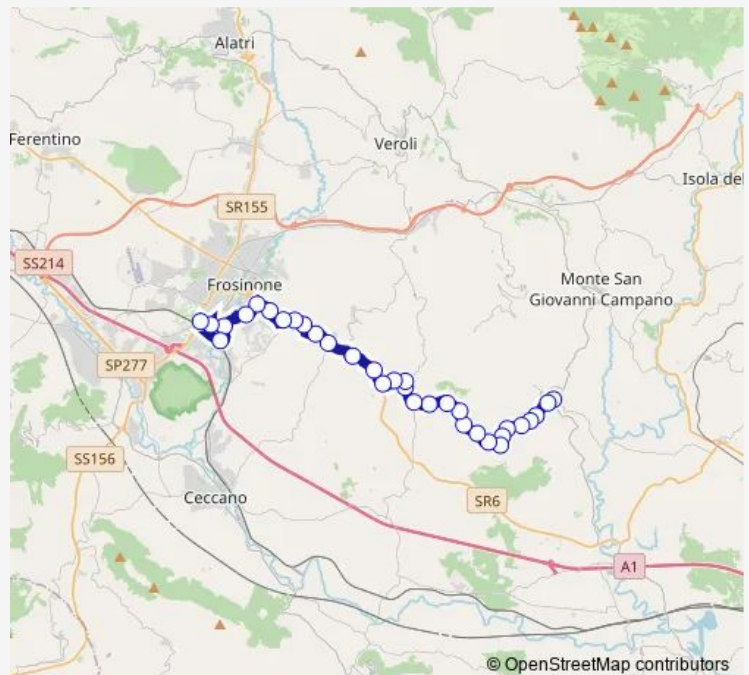 Alatri
Ferentino
Veroli
Isola del
SR155
SS214
Frosinone
Monte San
Giovanni Campano
SP277
SS156
Ceccano
SR6
A1
© OpenStreetMap contributors